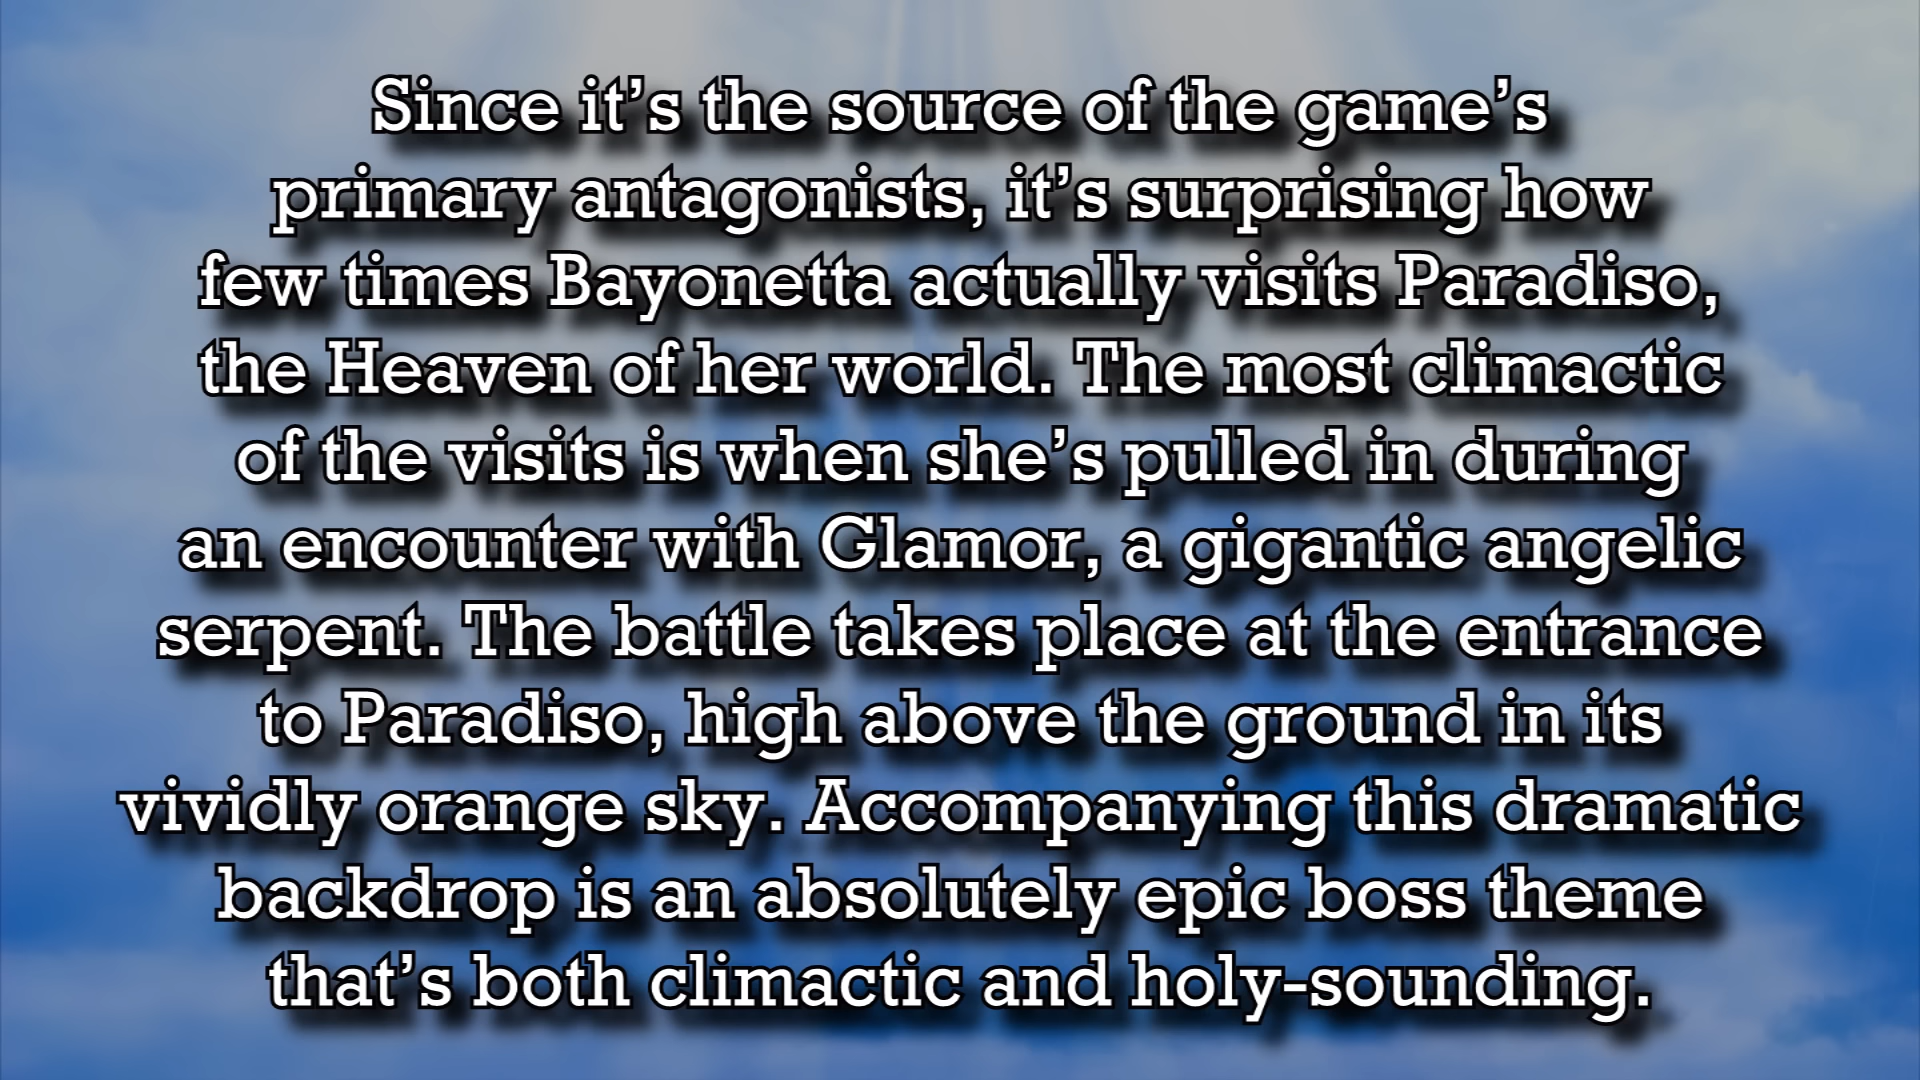 Since it’s the source of the game’s
primary antagonists, it’s surprising how
few times Bayonetta actually visits Paradiso,
the Heaven of her world. The most climactic
of the visits is when she’s pulled in during
an encounter with Glamor, a gigantic angelic
serpent. The battle takes place at the entrance
to Paradiso, high above the ground in its
vividly orange sky. Accompanying this dramatic
backdrop is an absolutely epic boss theme
that’s both climactic and holy-sounding.